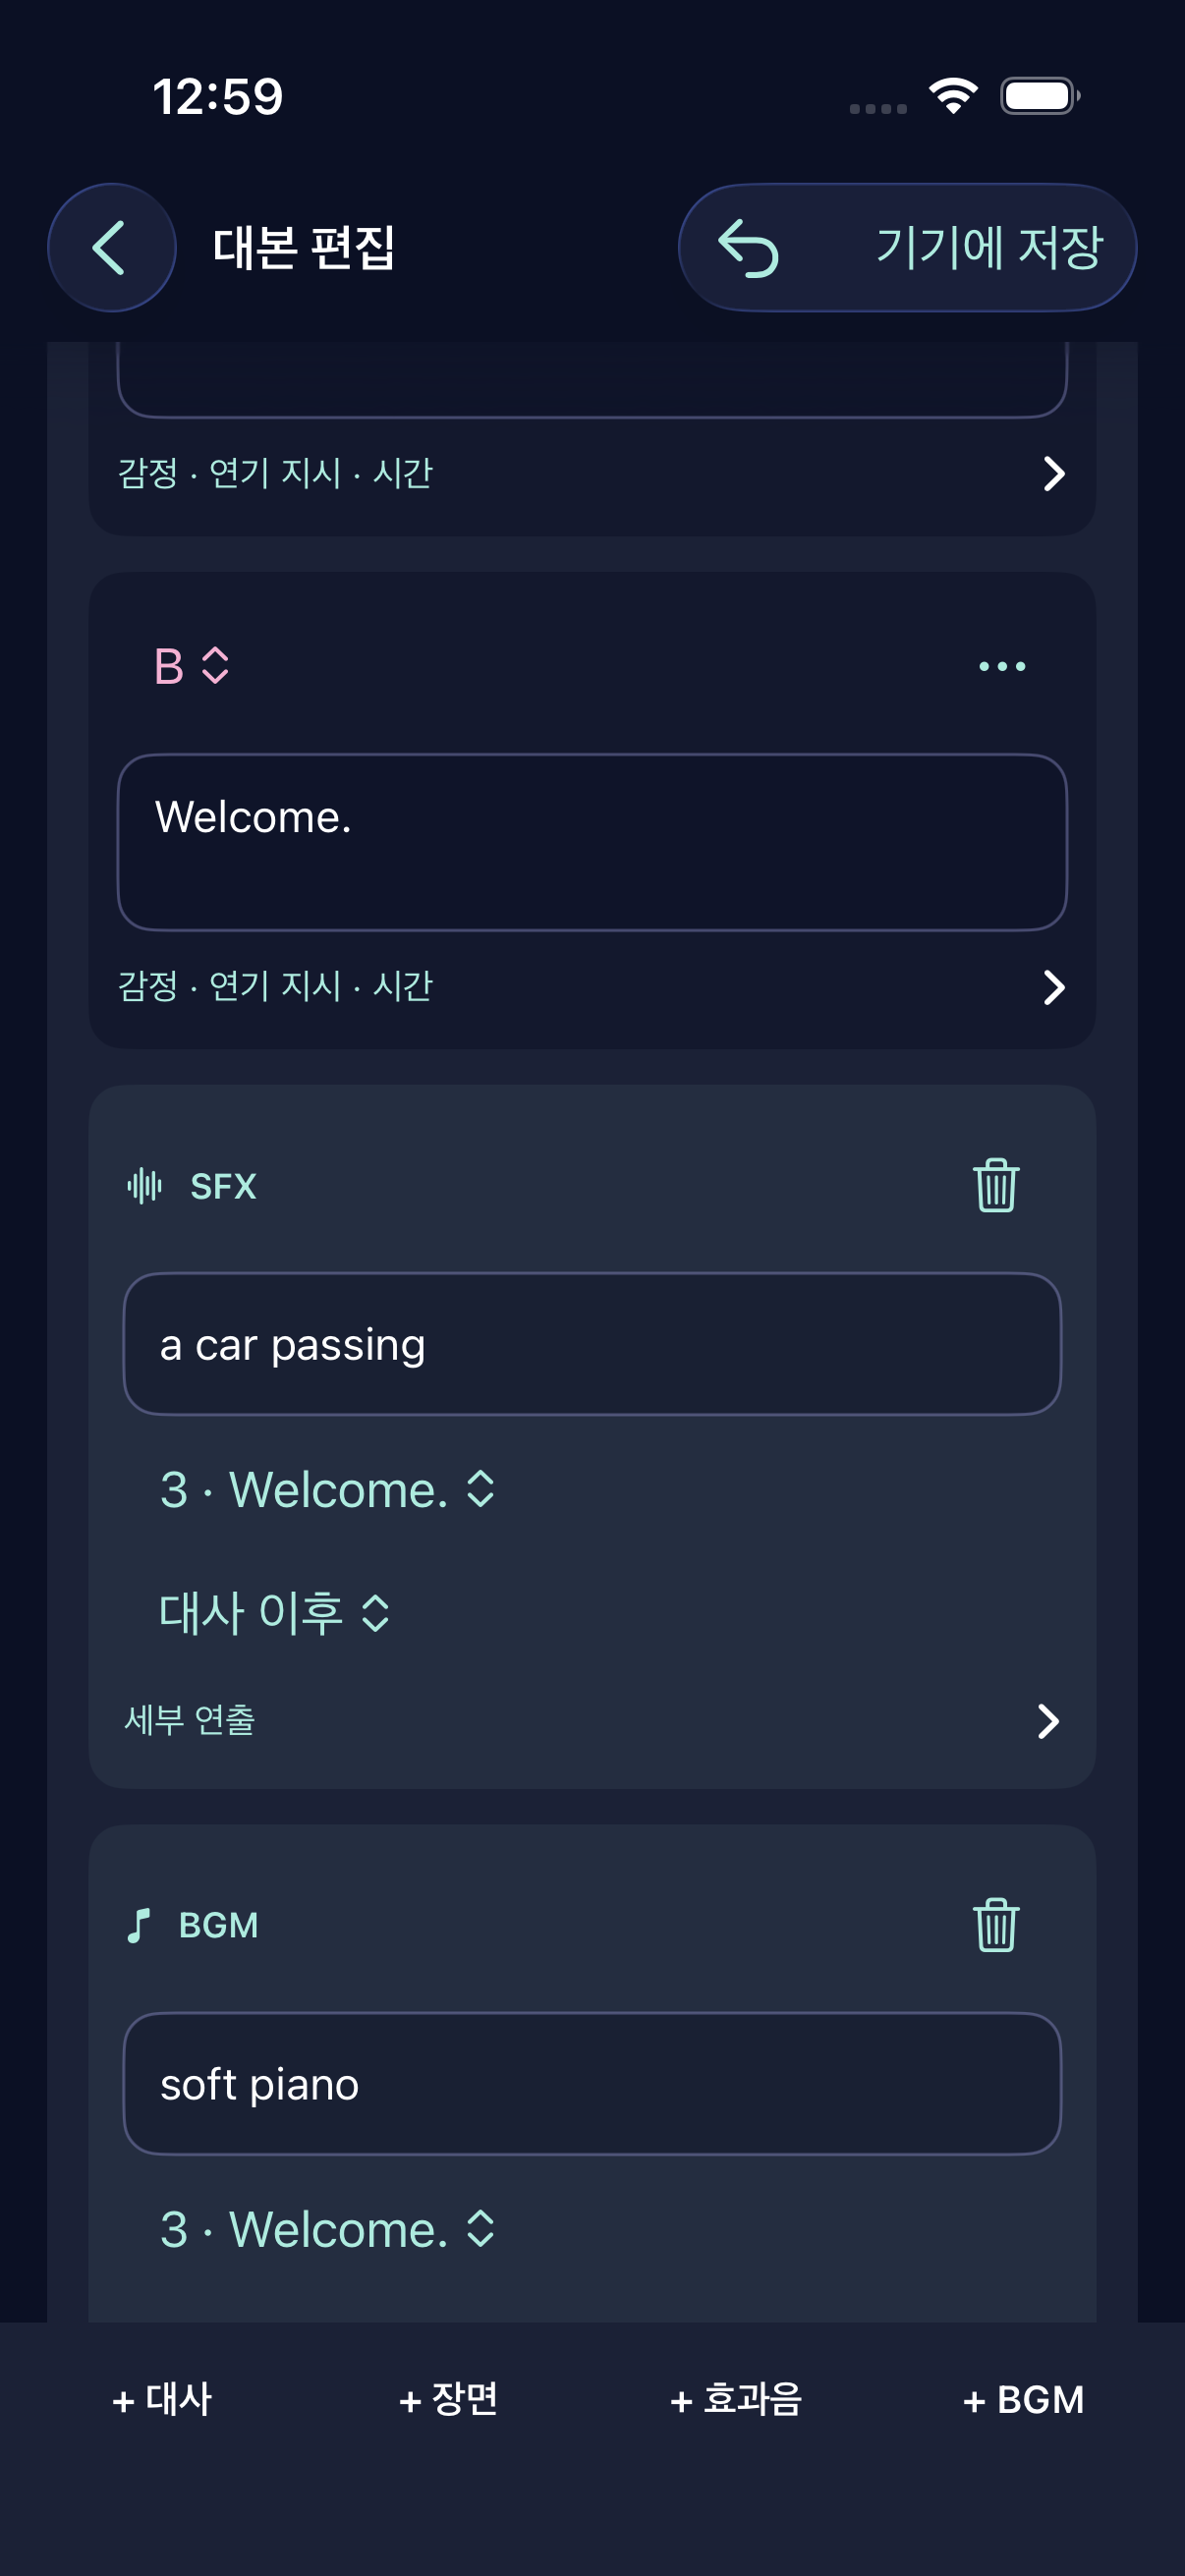 12:59
대본 편집
기기에 저장
감정 · 연기 지시 · 시간
B
Welcome.
감정 · 연기 지시 · 시간
SFX
a car passing
3 · Welcome.
대사 이후
세부 연출
BGM
soft piano
3 · Welcome.
+ 대사 + 장면 + 효과음 + BGM